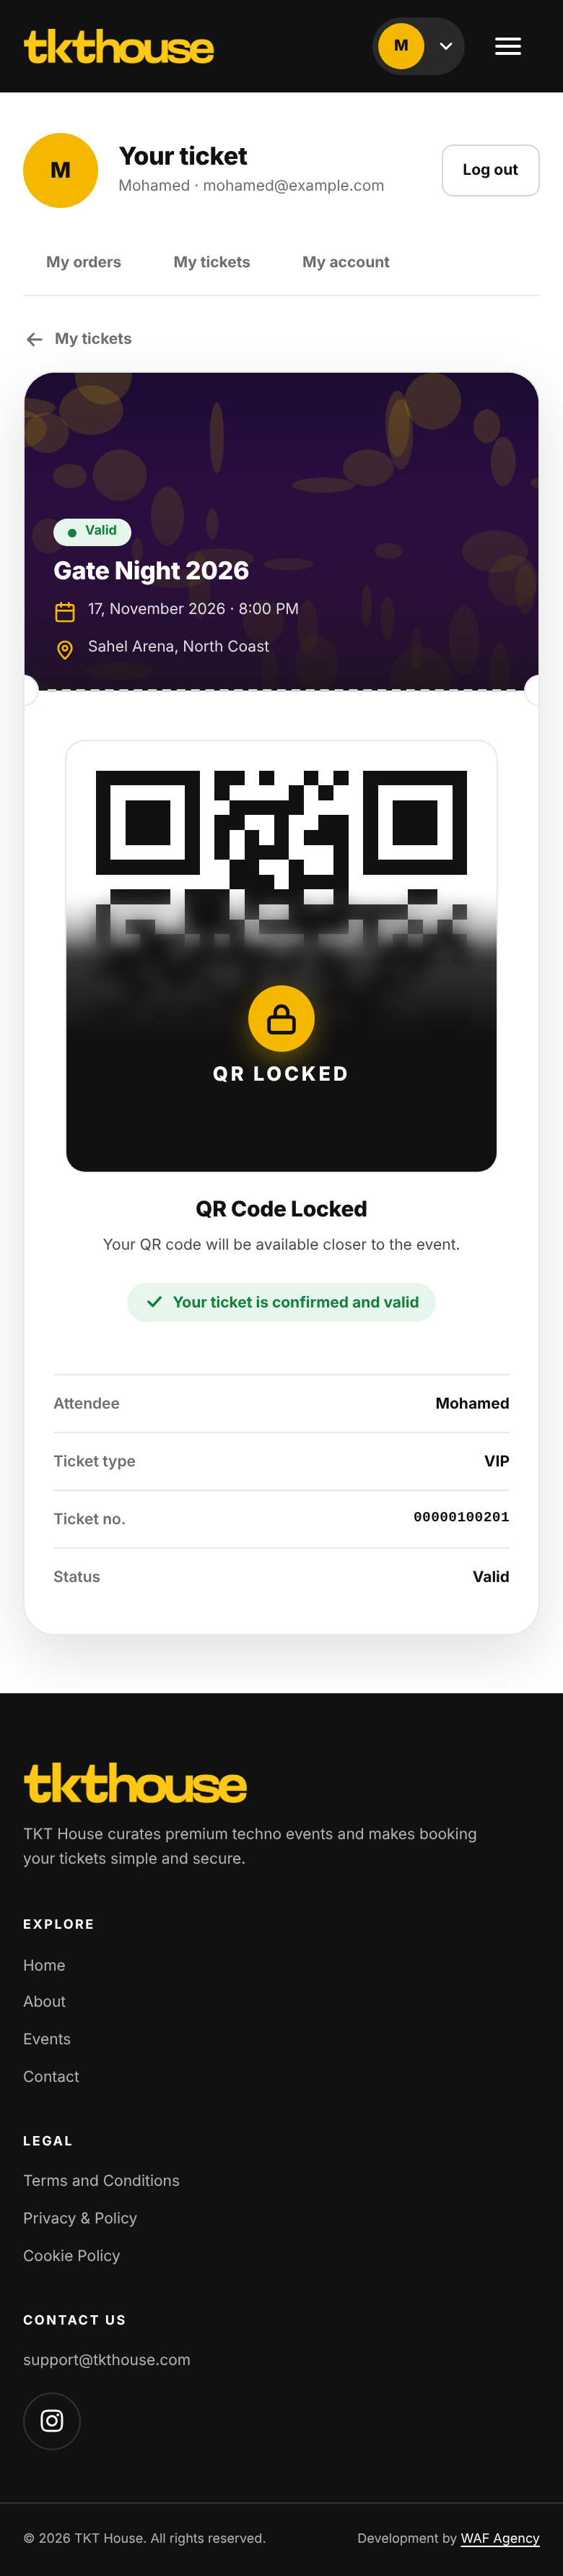 tkthouse
M
M
Your ticket
Mohamed · mohamed@example.com
Log out
My orders
My tickets
My account
My tickets
Valid
Gate Night 2026
17, November 2026 · 8:00 PM
Sahel Arena, North Coast
QR LOCKED
QR Code Locked
Your QR code will be available closer to the event.
Your ticket is confirmed and valid
Attendee Mohamed
Ticket type VIP
Ticket no. 00000100201
Status Valid
tkthouse
TKT House curates premium techno events and makes booking
your tickets simple and secure.
EXPLORE
Home
About
Events
Contact
LEGAL
Terms and Conditions
Privacy & Policy
Cookie Policy
CONTACT US
support@tkthouse.com
© 2026 TKT House. All rights reserved.
Development by WAF Agency